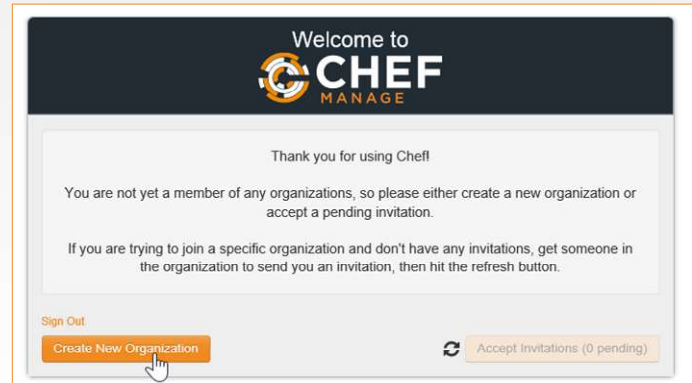 Welcome to
CHEF
MANAGE
Thank you for using Chef!
You are not yet a member of any organizations, so please either create a new organization or
accept a pending invitation.
If you are trying to join a specific organization and don't have any invitations, get someone in
the organization to send you an invitation, then hit the refresh button.
Sign Out
Create New Organization
Accept Invitations (0 pending)